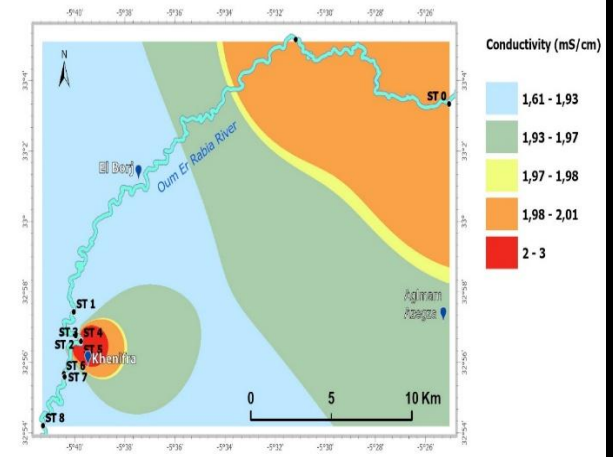 -5°40' -5°38' -5°36' -5°34' -5°32' -5°30' -5°28' -5°26'
N
33°4'
33°2'
33°
32°58'
32°56'
32°54'
ST 0
El Borj
Oum Er Rabia River
Aglmam
Azegza
ST 1
ST 3 ST 4
ST 2 ST 5
Khenifra
ST 6
ST 7
ST 8
0 5 10 Km
33°4'
33°2'
33°
32°58'
32°56'
32°54'
-5°40' -5°38' -5°36' -5°34' -5°32' -5°30' -5°28' -5°26'
Conductivity (mS/cm)
1,61 - 1,93
1,93 - 1,97
1,97 - 1,98
1,98 - 2,01
2 - 3